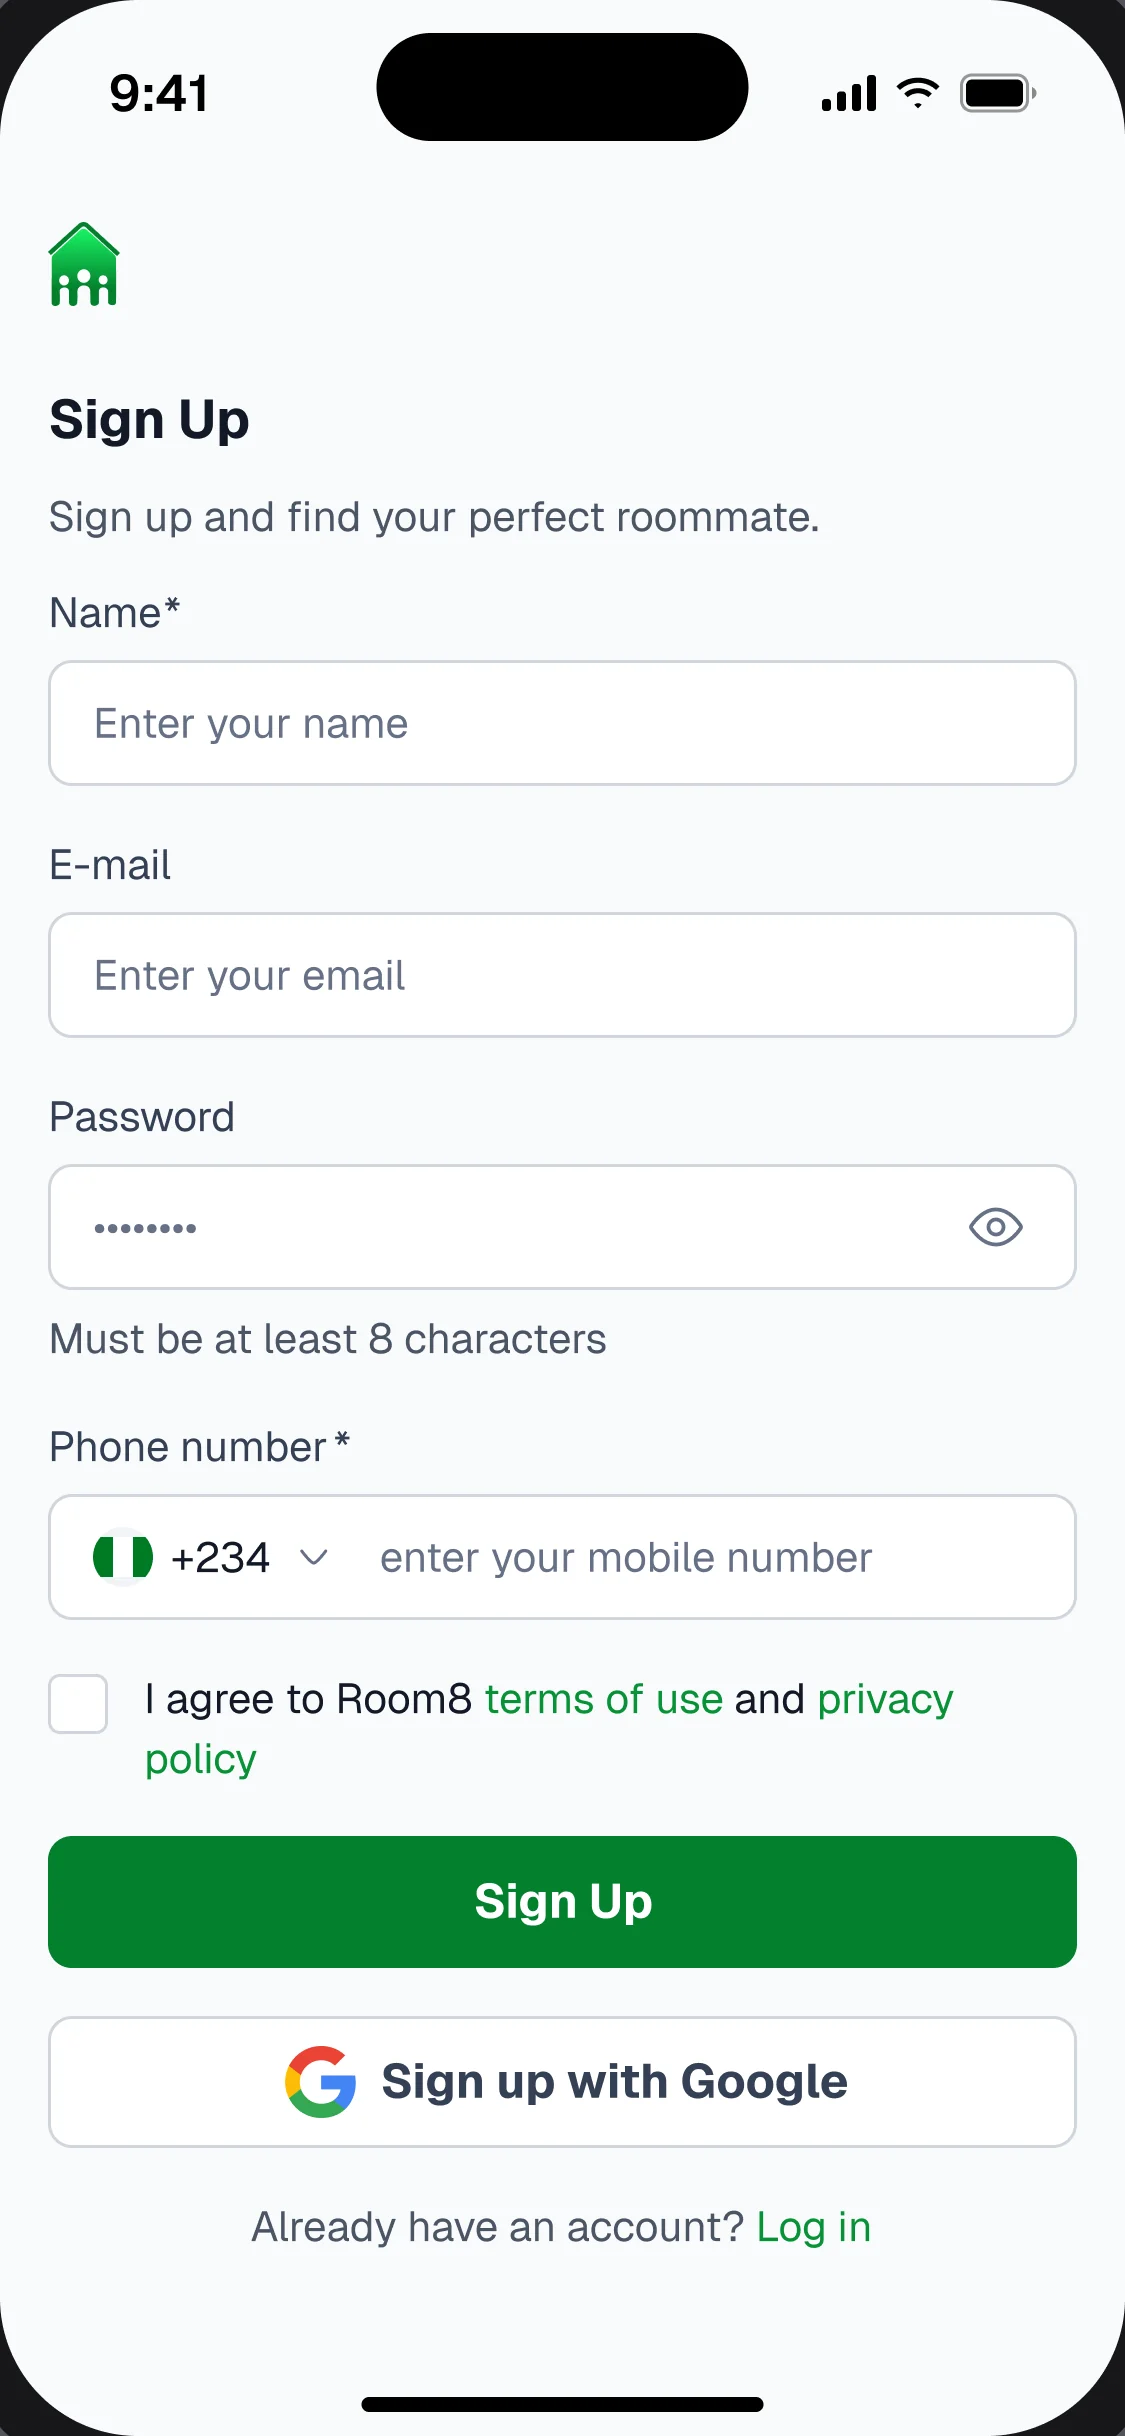 9:41
Sign Up
Sign up and find your perfect roommate.
Name*
Enter your name
E-mail
Enter your email
Password
••••••••
Must be at least 8 characters
Phone number *
+234 enter your mobile number
I agree to Room8 terms of use and privacy
policy
Sign Up
Sign up with Google
Already have an account? Log in